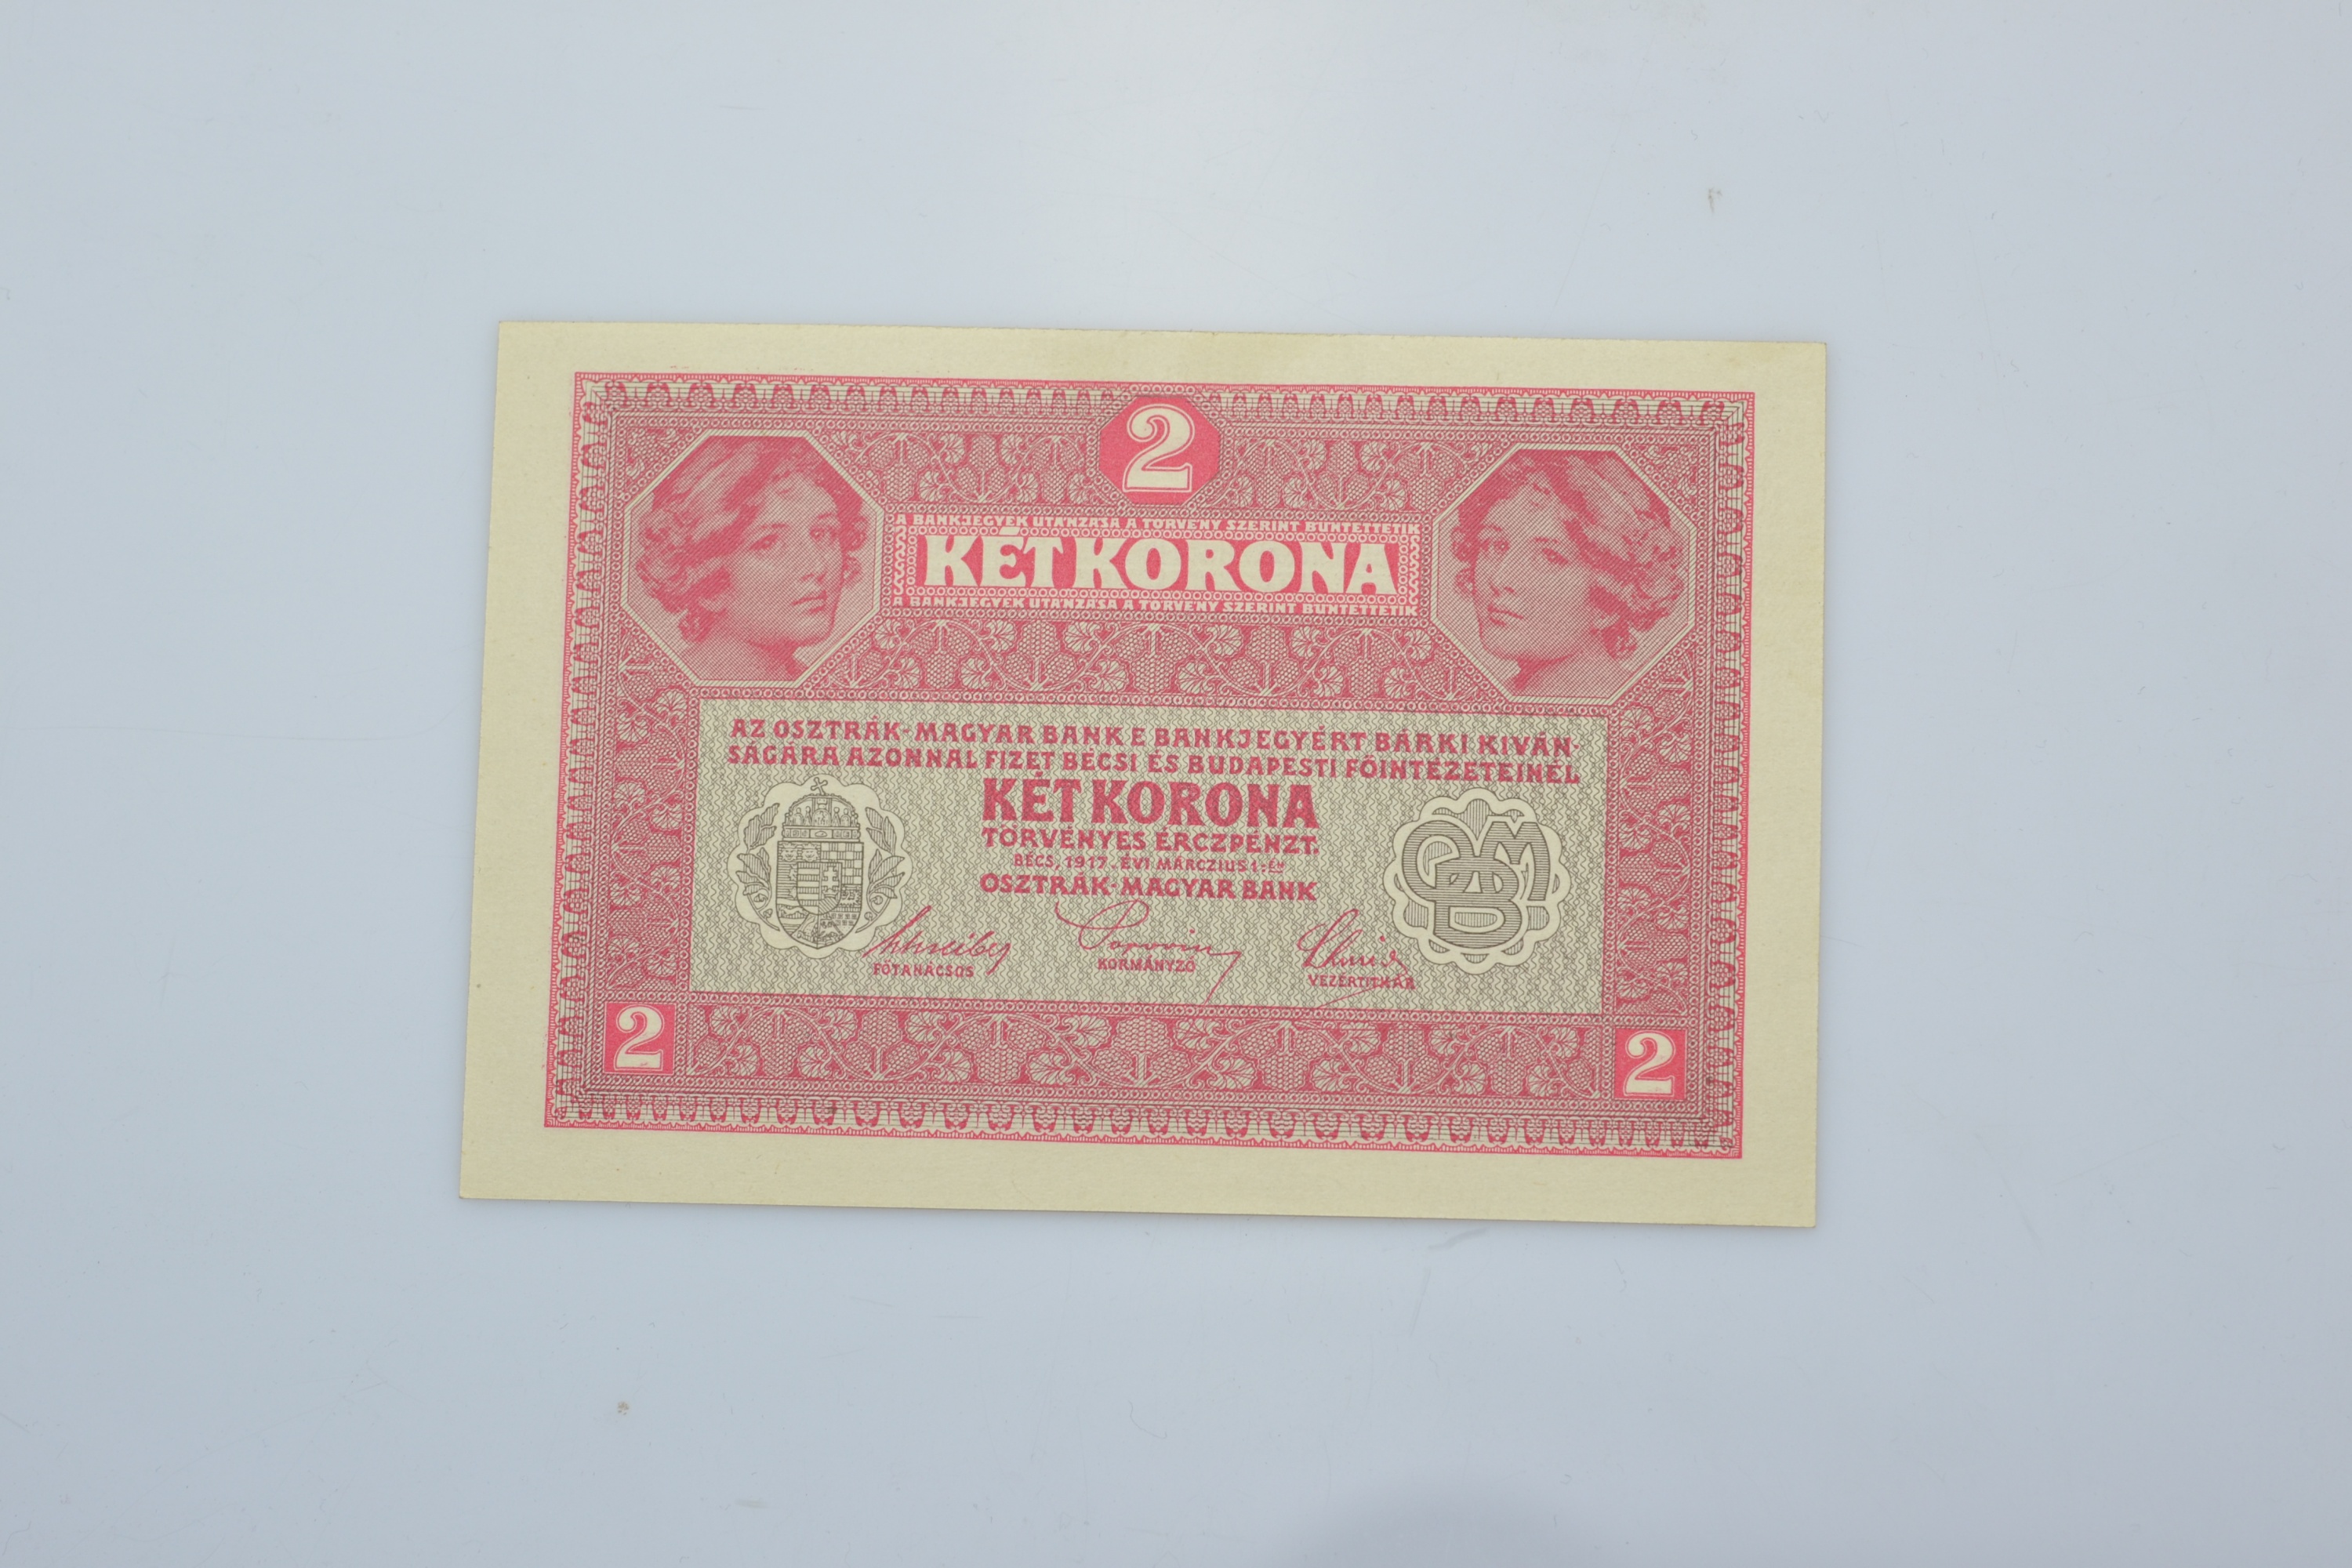 2
A BANKJEGYEK UTÁNZÁSA A TÖRVÉNY SZERINT BÜNTETTETIK
KÉT KORONA
A BANKJEGYEK UTÁNZÁSA A TÖRVÉNY SZERINT BÜNTETTETIK
AZ OSZTRÁK-MAGYAR BANK E BANKJEGYÉRT BÁRKI KIVÁN-
SÁGÁRA AZONNAL FIZET BÉCSI ÉS BUDAPESTI FŐINTÉZETEINÉL
KÉT KORONA
TÖRVÉNYES ÉRCZPÉNZT.
BÉCS, 1917. ÉVI MÁRCZIUS 1-ÉN
OSZTRÁK-MAGYAR BANK
FŐTANÁCSOS
KORMÁNYZÓ
VEZÉRTITKÁR
2
2